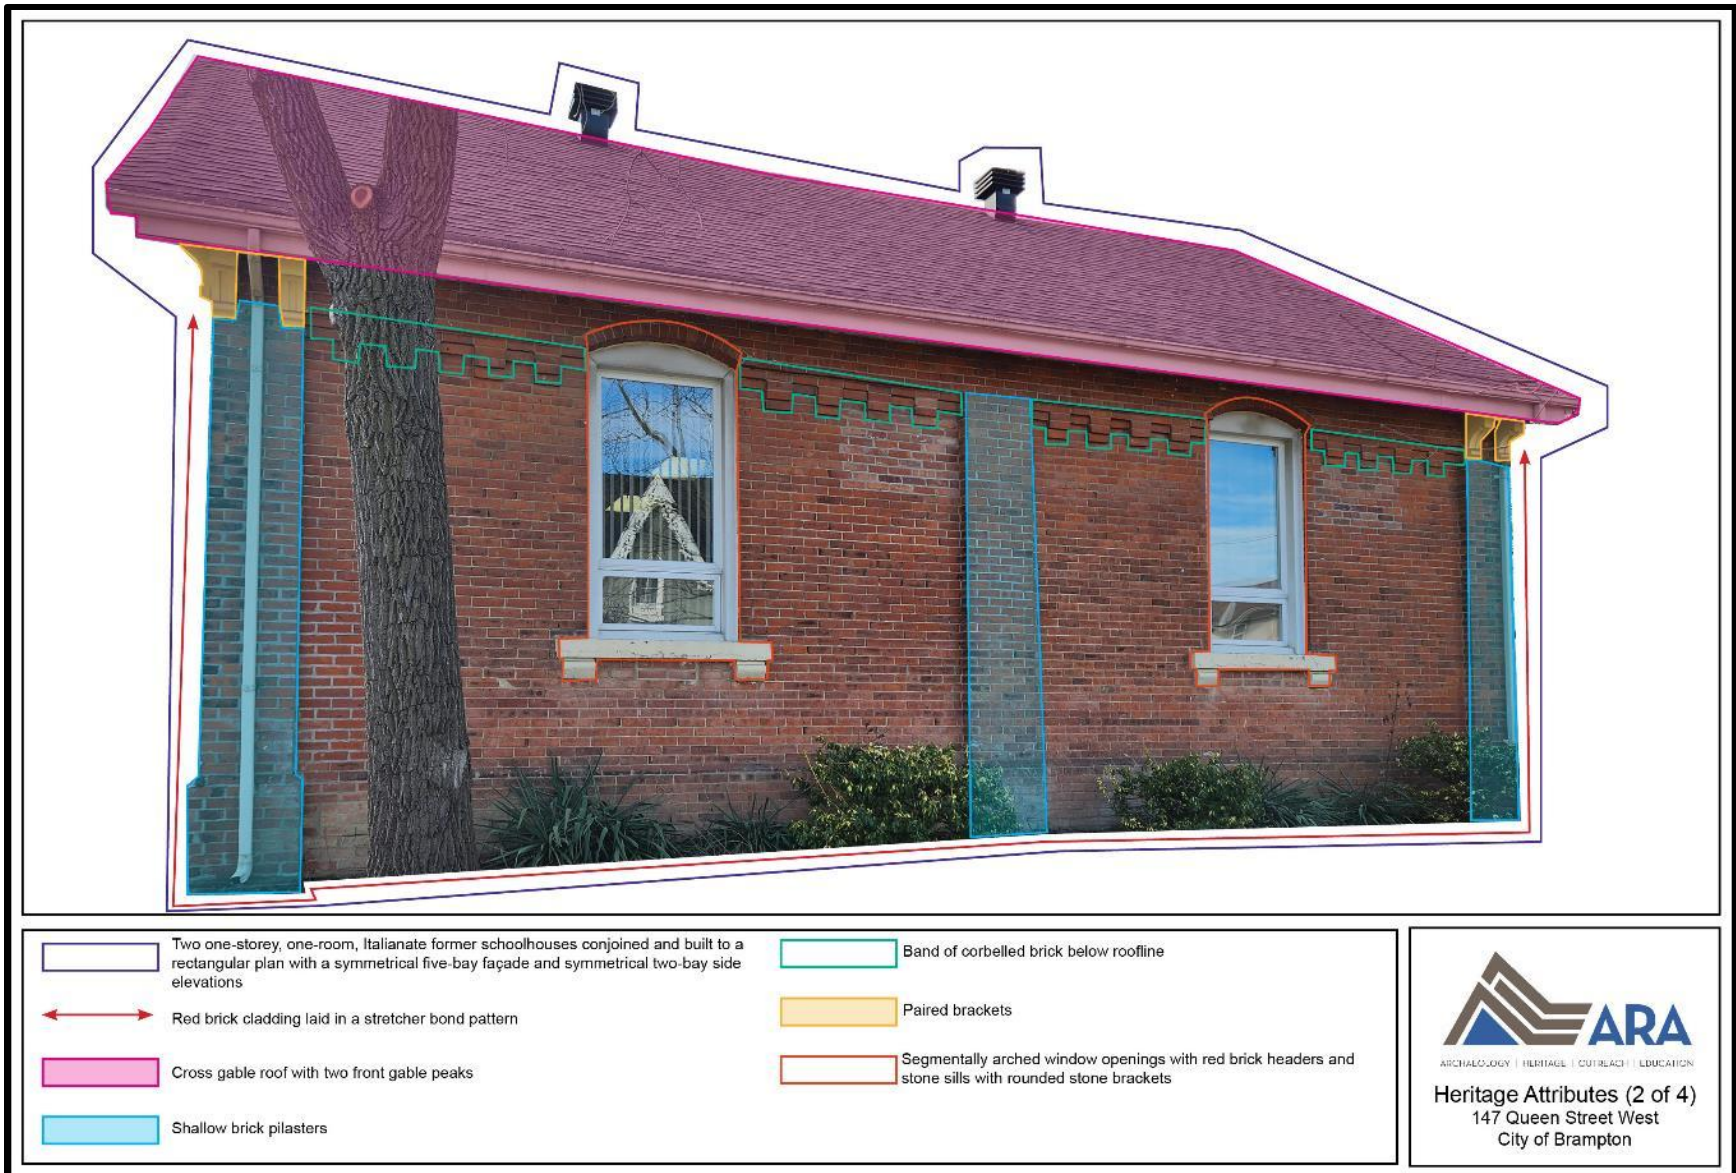 Two one-storey, one-room, Italianate former schoolhouses conjoined and built to a
rectangular plan with a symmetrical five-bay façade and symmetrical two-bay side
elevations
Red brick cladding laid in a stretcher bond pattern
Cross gable roof with two front gable peaks
Shallow brick pilasters
Band of corbelled brick below roofline
Paired brackets
Segmentally arched window openings with red brick headers and
stone sills with rounded stone brackets
ARA
ARCHAEOLOGY | HERITAGE | OUTREACH | EDUCATION
Heritage Attributes (2 of 4)
147 Queen Street West
City of Brampton